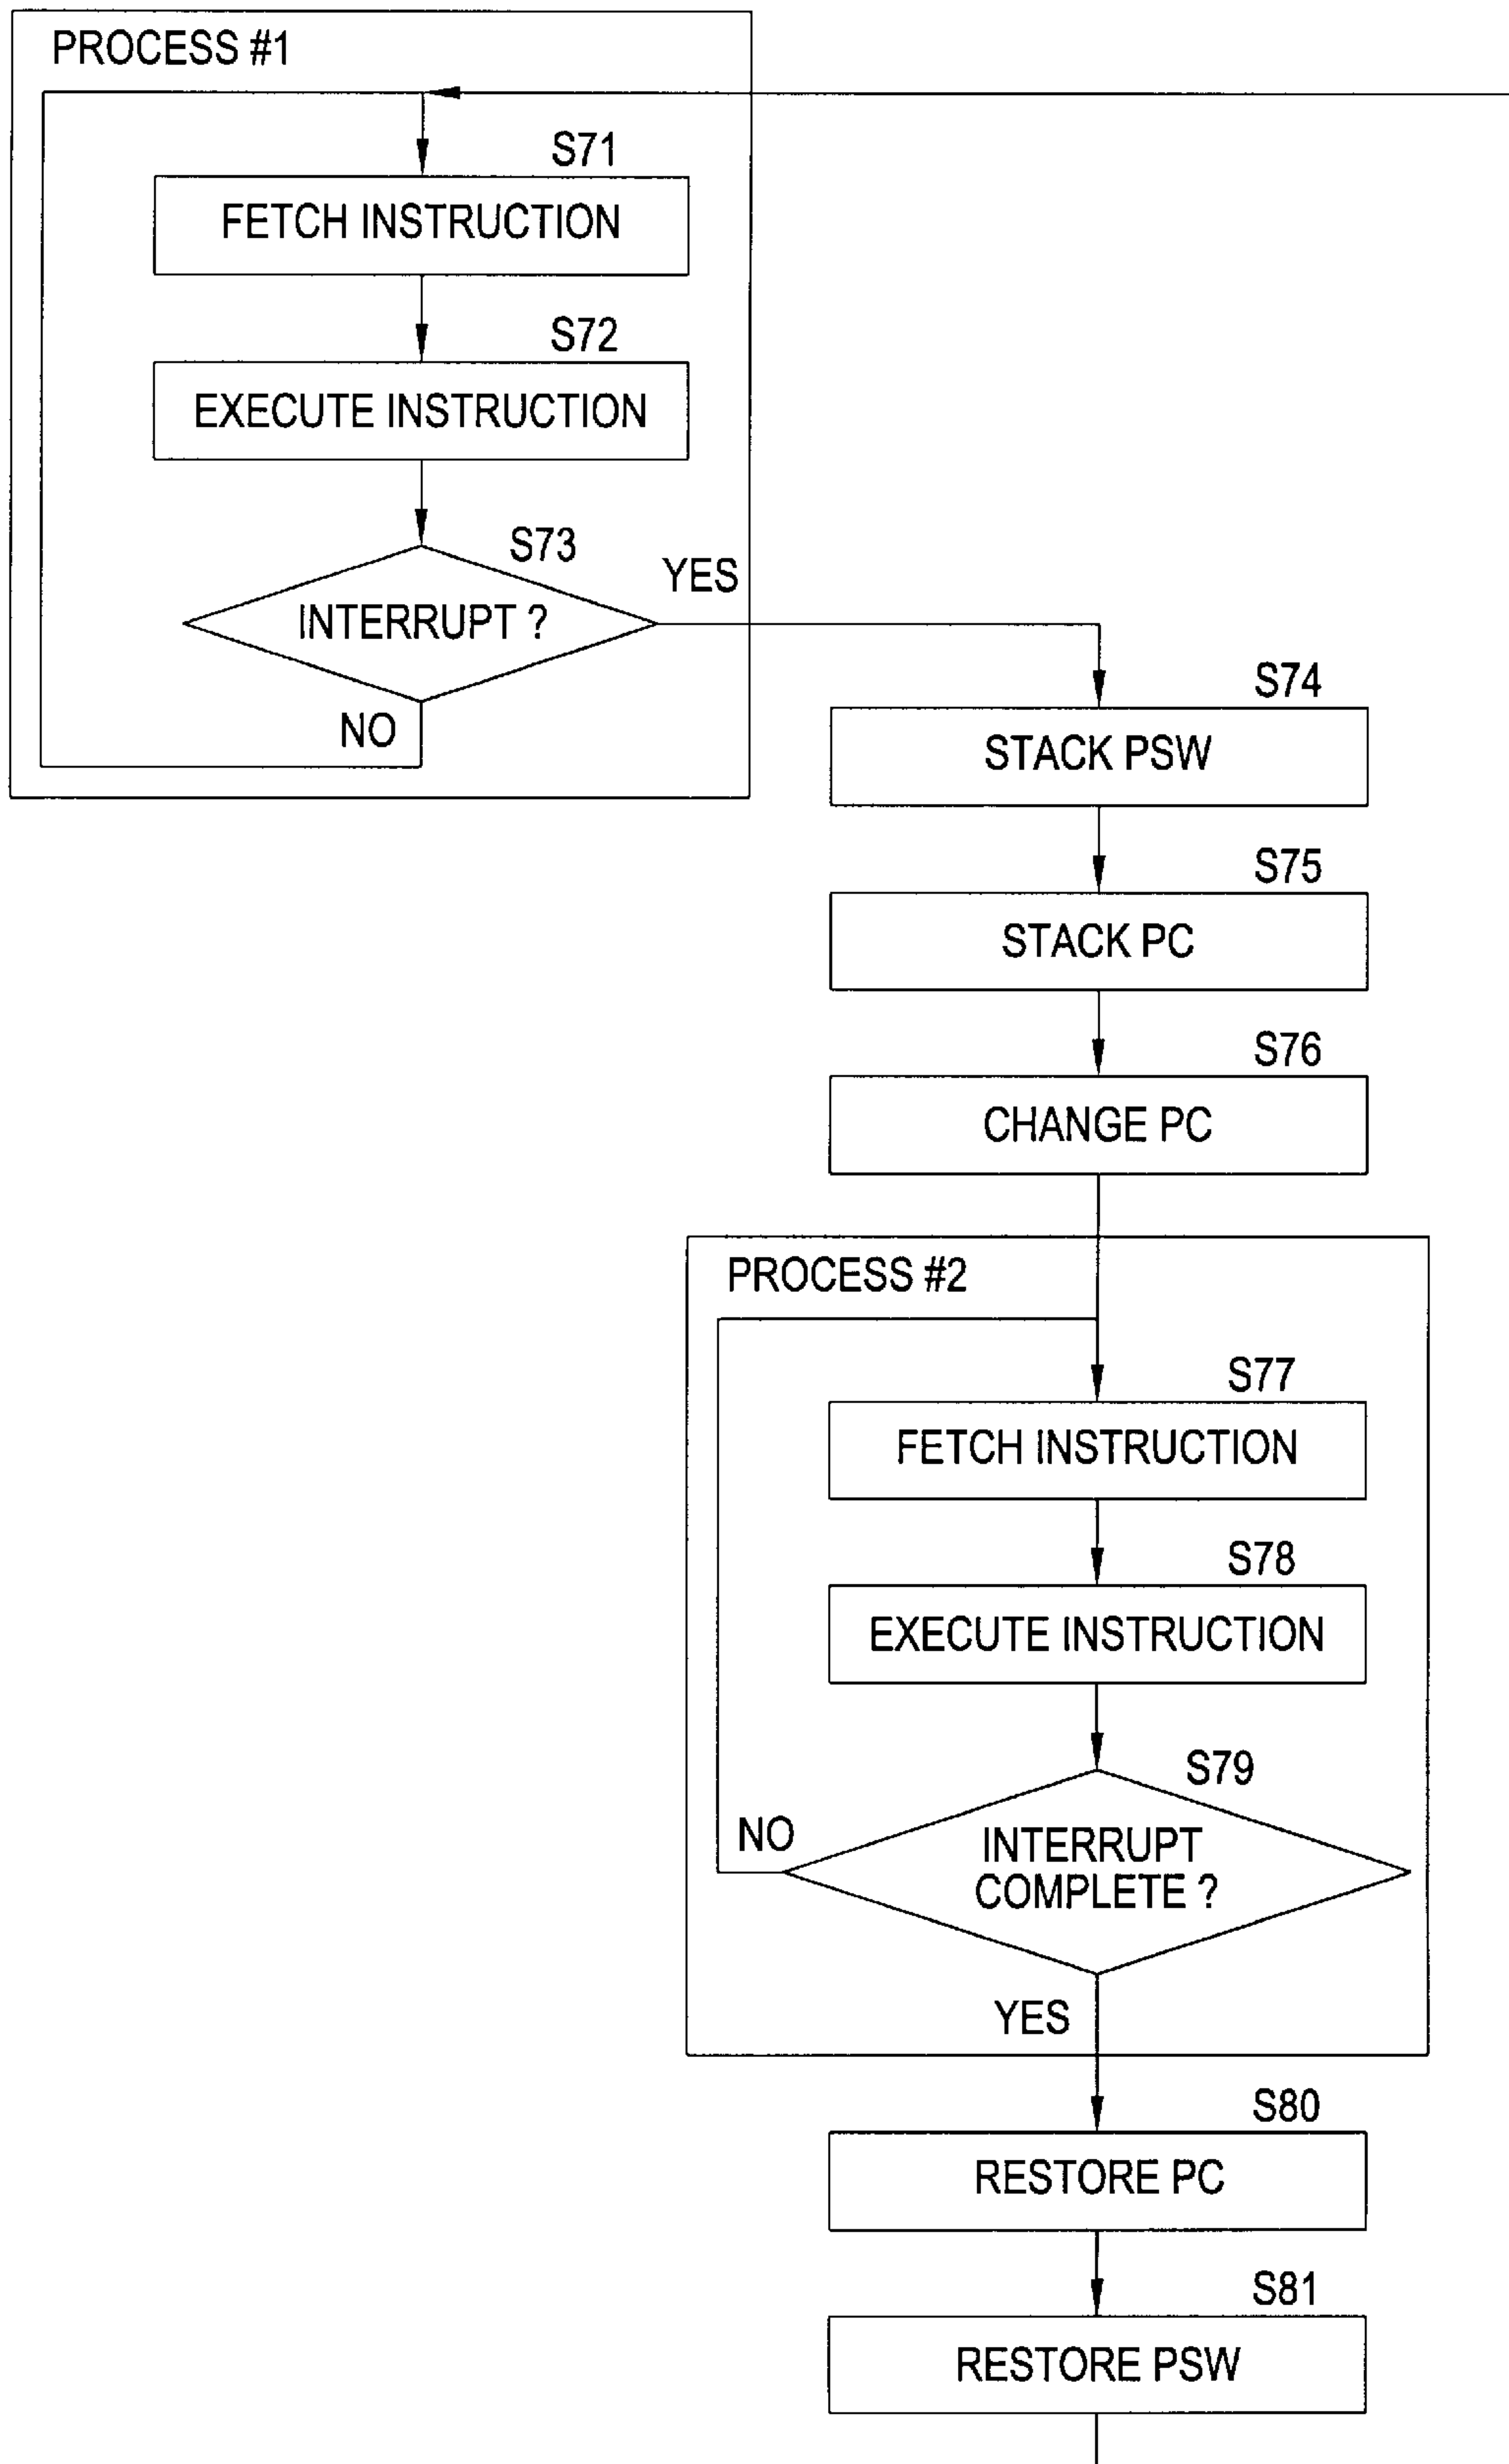 PROCESS #1
S71
FETCH INSTRUCTION
S72
EXECUTE INSTRUCTION
S73
YES
INTERRUPT ?
NO
S74
STACK PSW
S75
STACK PC
S76
CHANGE PC
PROCESS #2
S77
FETCH INSTRUCTION
S78
EXECUTE INSTRUCTION
S79
NO
INTERRUPT
COMPLETE ?
YES
S80
RESTORE PC
S81
RESTORE PSW